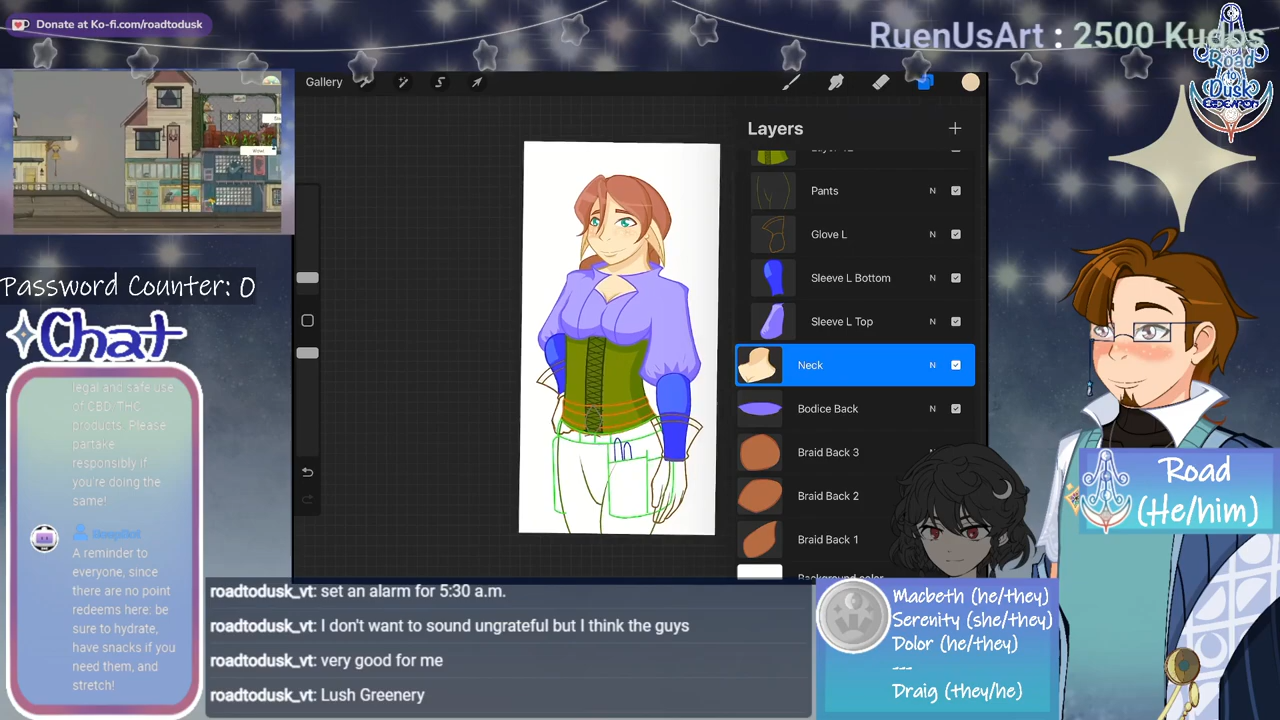 Donate at Ko-fi.com/roadtodusk
RuenUsArt : 2500 Kudos
Road
to
Dusk
Gallery
Layers
Pants
N
Glove L
N
Sleeve L Bottom
N
Sleeve L Top
N
Neck
N
Bodice Back
N
Braid Back 3
Braid Back 2
Braid Back 1
Background color
Password Counter: 0
Chat
legal and safe use
of CBD, THC
products. Please
partake
responsibly if
you're doing the
same!
A reminder to
everyone, since
there are no point
redeems here: be
sure to hydrate,
have snacks if you
need them, and
stretch!
roadtodusk_vt: set an alarm for 5:30 a.m.
roadtodusk_vt: I don't want to sound ungrateful but I think the guys
roadtodusk_vt: very good for me
roadtodusk_vt: Lush Greenery
Road
(He/him)
Macbeth (he/they)
Serenity (she/they)
Dolor (he/they)
---
Draig (they/he)